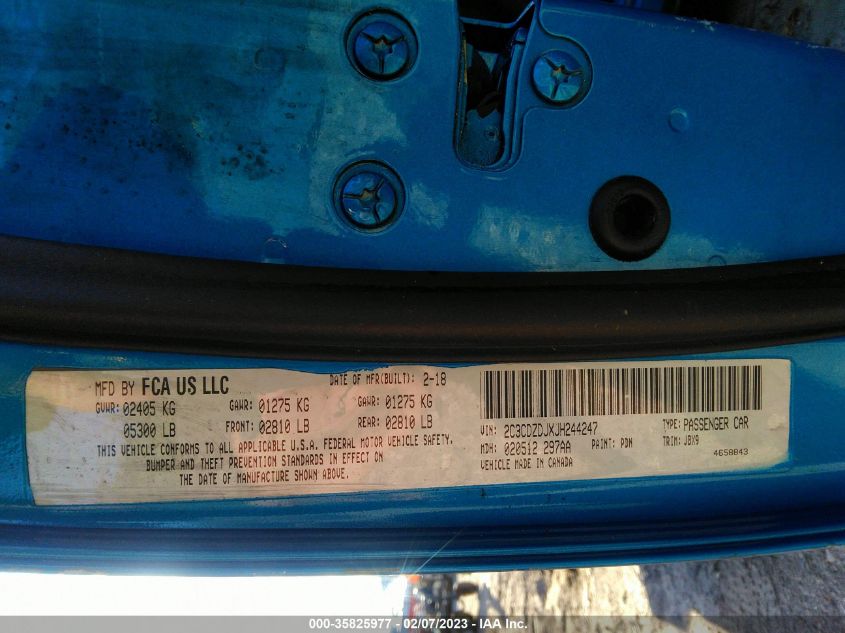 MFD BY FCA US LLC
DATE OF MFR(BUILT): 2-18
GVWR: 02405 KG GAWR: 01275 KG GAWR: 01275 KG
05300 LB FRONT: 02810 LB REAR: 02810 LB
THIS VEHICLE CONFORMS TO ALL APPLICABLE U.S.A. FEDERAL MOTOR VEHICLE SAFETY,
BUMPER AND THEFT PREVENTION STANDARDS IN EFFECT ON
THE DATE OF MANUFACTURE SHOWN ABOVE.
VIN: 2C3CDZDJXJH244247 TYPE: PASSENGER CAR
MDH: 020512 297AA PAINT: PDN TRIM: JBX9
VEHICLE MADE IN CANADA 4658843
000-35825977 - 02/07/2023 - IAA Inc.